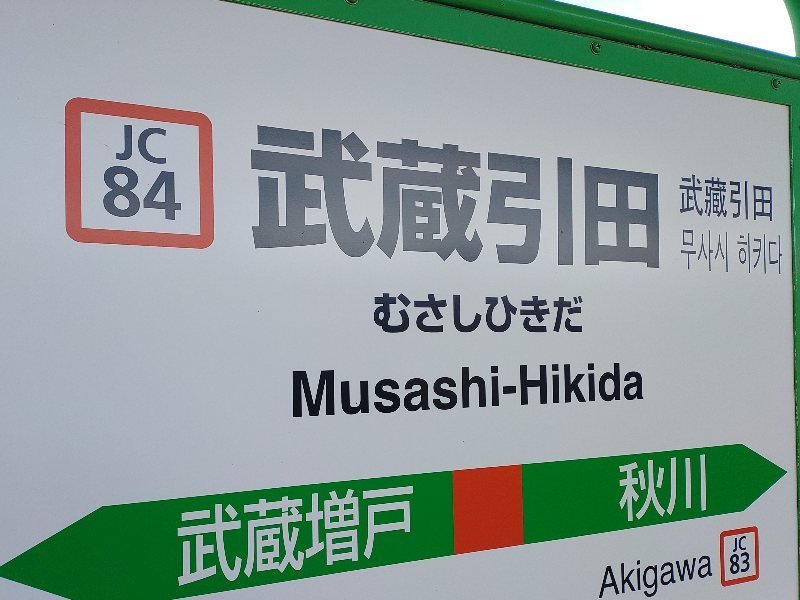 JC
84
武蔵引田
武藏引田
무사시 히키다
むさしひきだ
Musashi-Hikida
武蔵増戸
秋川
Akigawa
JC
83